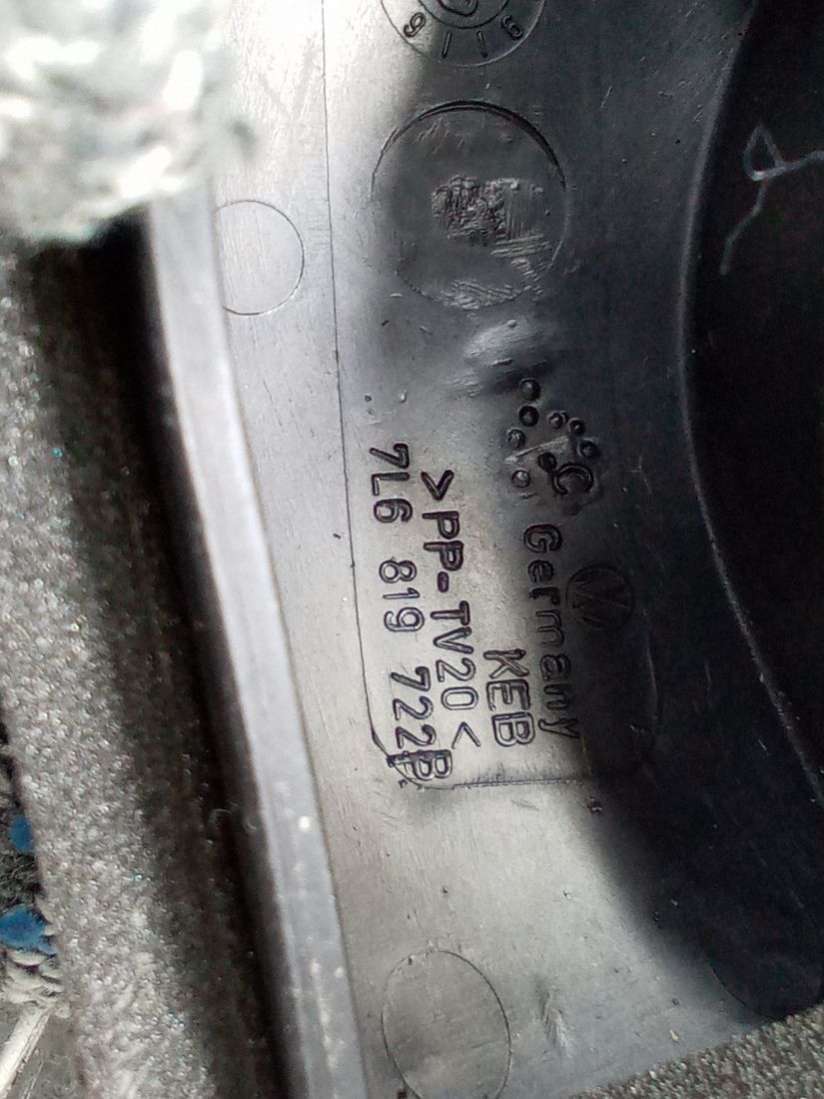 7L6 819 722B
>PP-TV20<
KEB
Germany
C